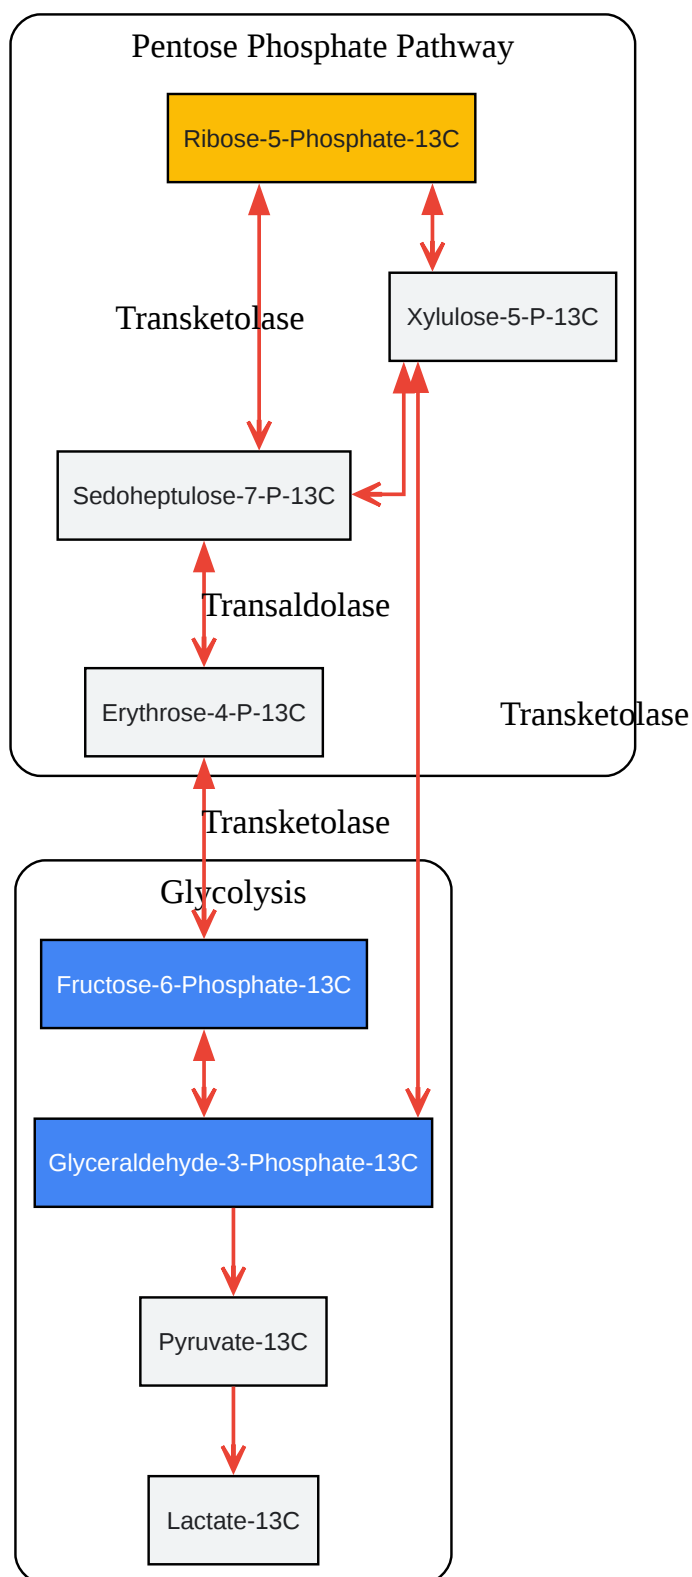 Pentose Phosphate Pathway
Ribose-5-Phosphate-13C
Transketolase
Xylulose-5-P-13C
Sedoheptulose-7-P-13C
Transaldolase
Erythrose-4-P-13C
Transketolase
Transketolase
Glycolysis
Fructose-6-Phosphate-13C
Glyceraldehyde-3-Phosphate-13C
Pyruvate-13C
Lactate-13C